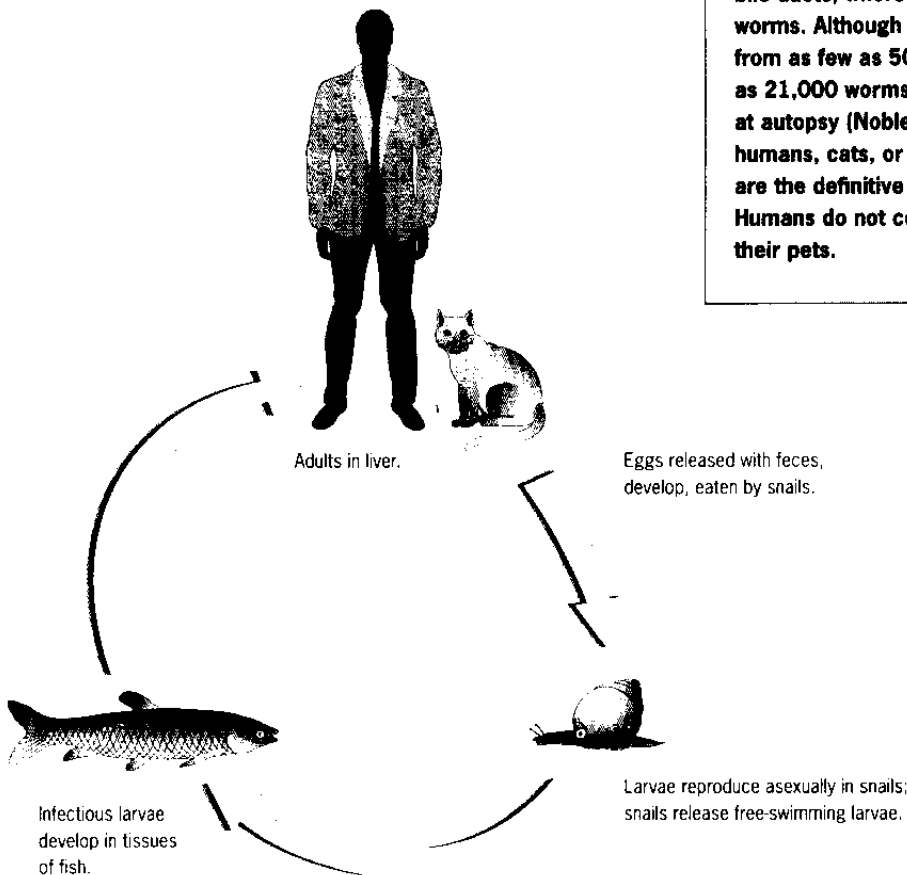 bile ducts, where
worms. Although
from as few as 50
as 21,000 worms
at autopsy (Noble
humans, cats, or
are the definitive
Humans do not co
their pets.
Adults in liver.
Eggs released with feces,
develop, eaten by snails.
Larvae reproduce asexually in snails;
snails release free-swimming larvae.
Infectious larvae
develop in tissues
of fish.